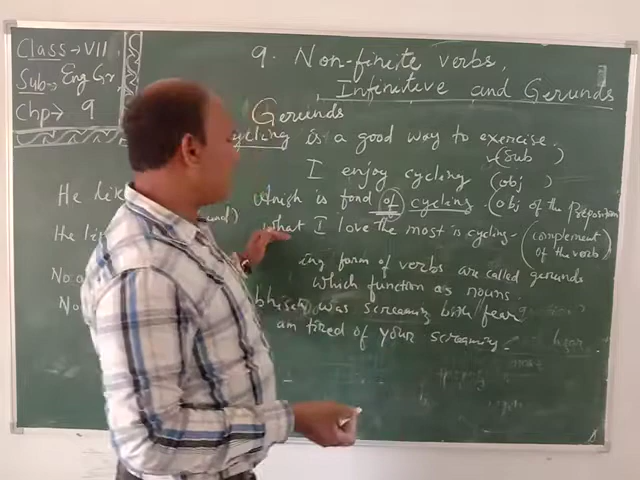 Class → VII
Sub → Eng Gr,
Chp → 9
9. Non-finite verbs,
Infinitive and Gerunds
Gerunds
cycling is a good way to exercise.
(Sub )
I enjoy cycling (obj )
Anish is fond of cycling. (obj of the Preposition
what I love the most is cycling. (complement of the verb)
ing form of verbs are called gerunds
which function as nouns.
was screaming with fear
am tired of your screaming.
He
He
No
No